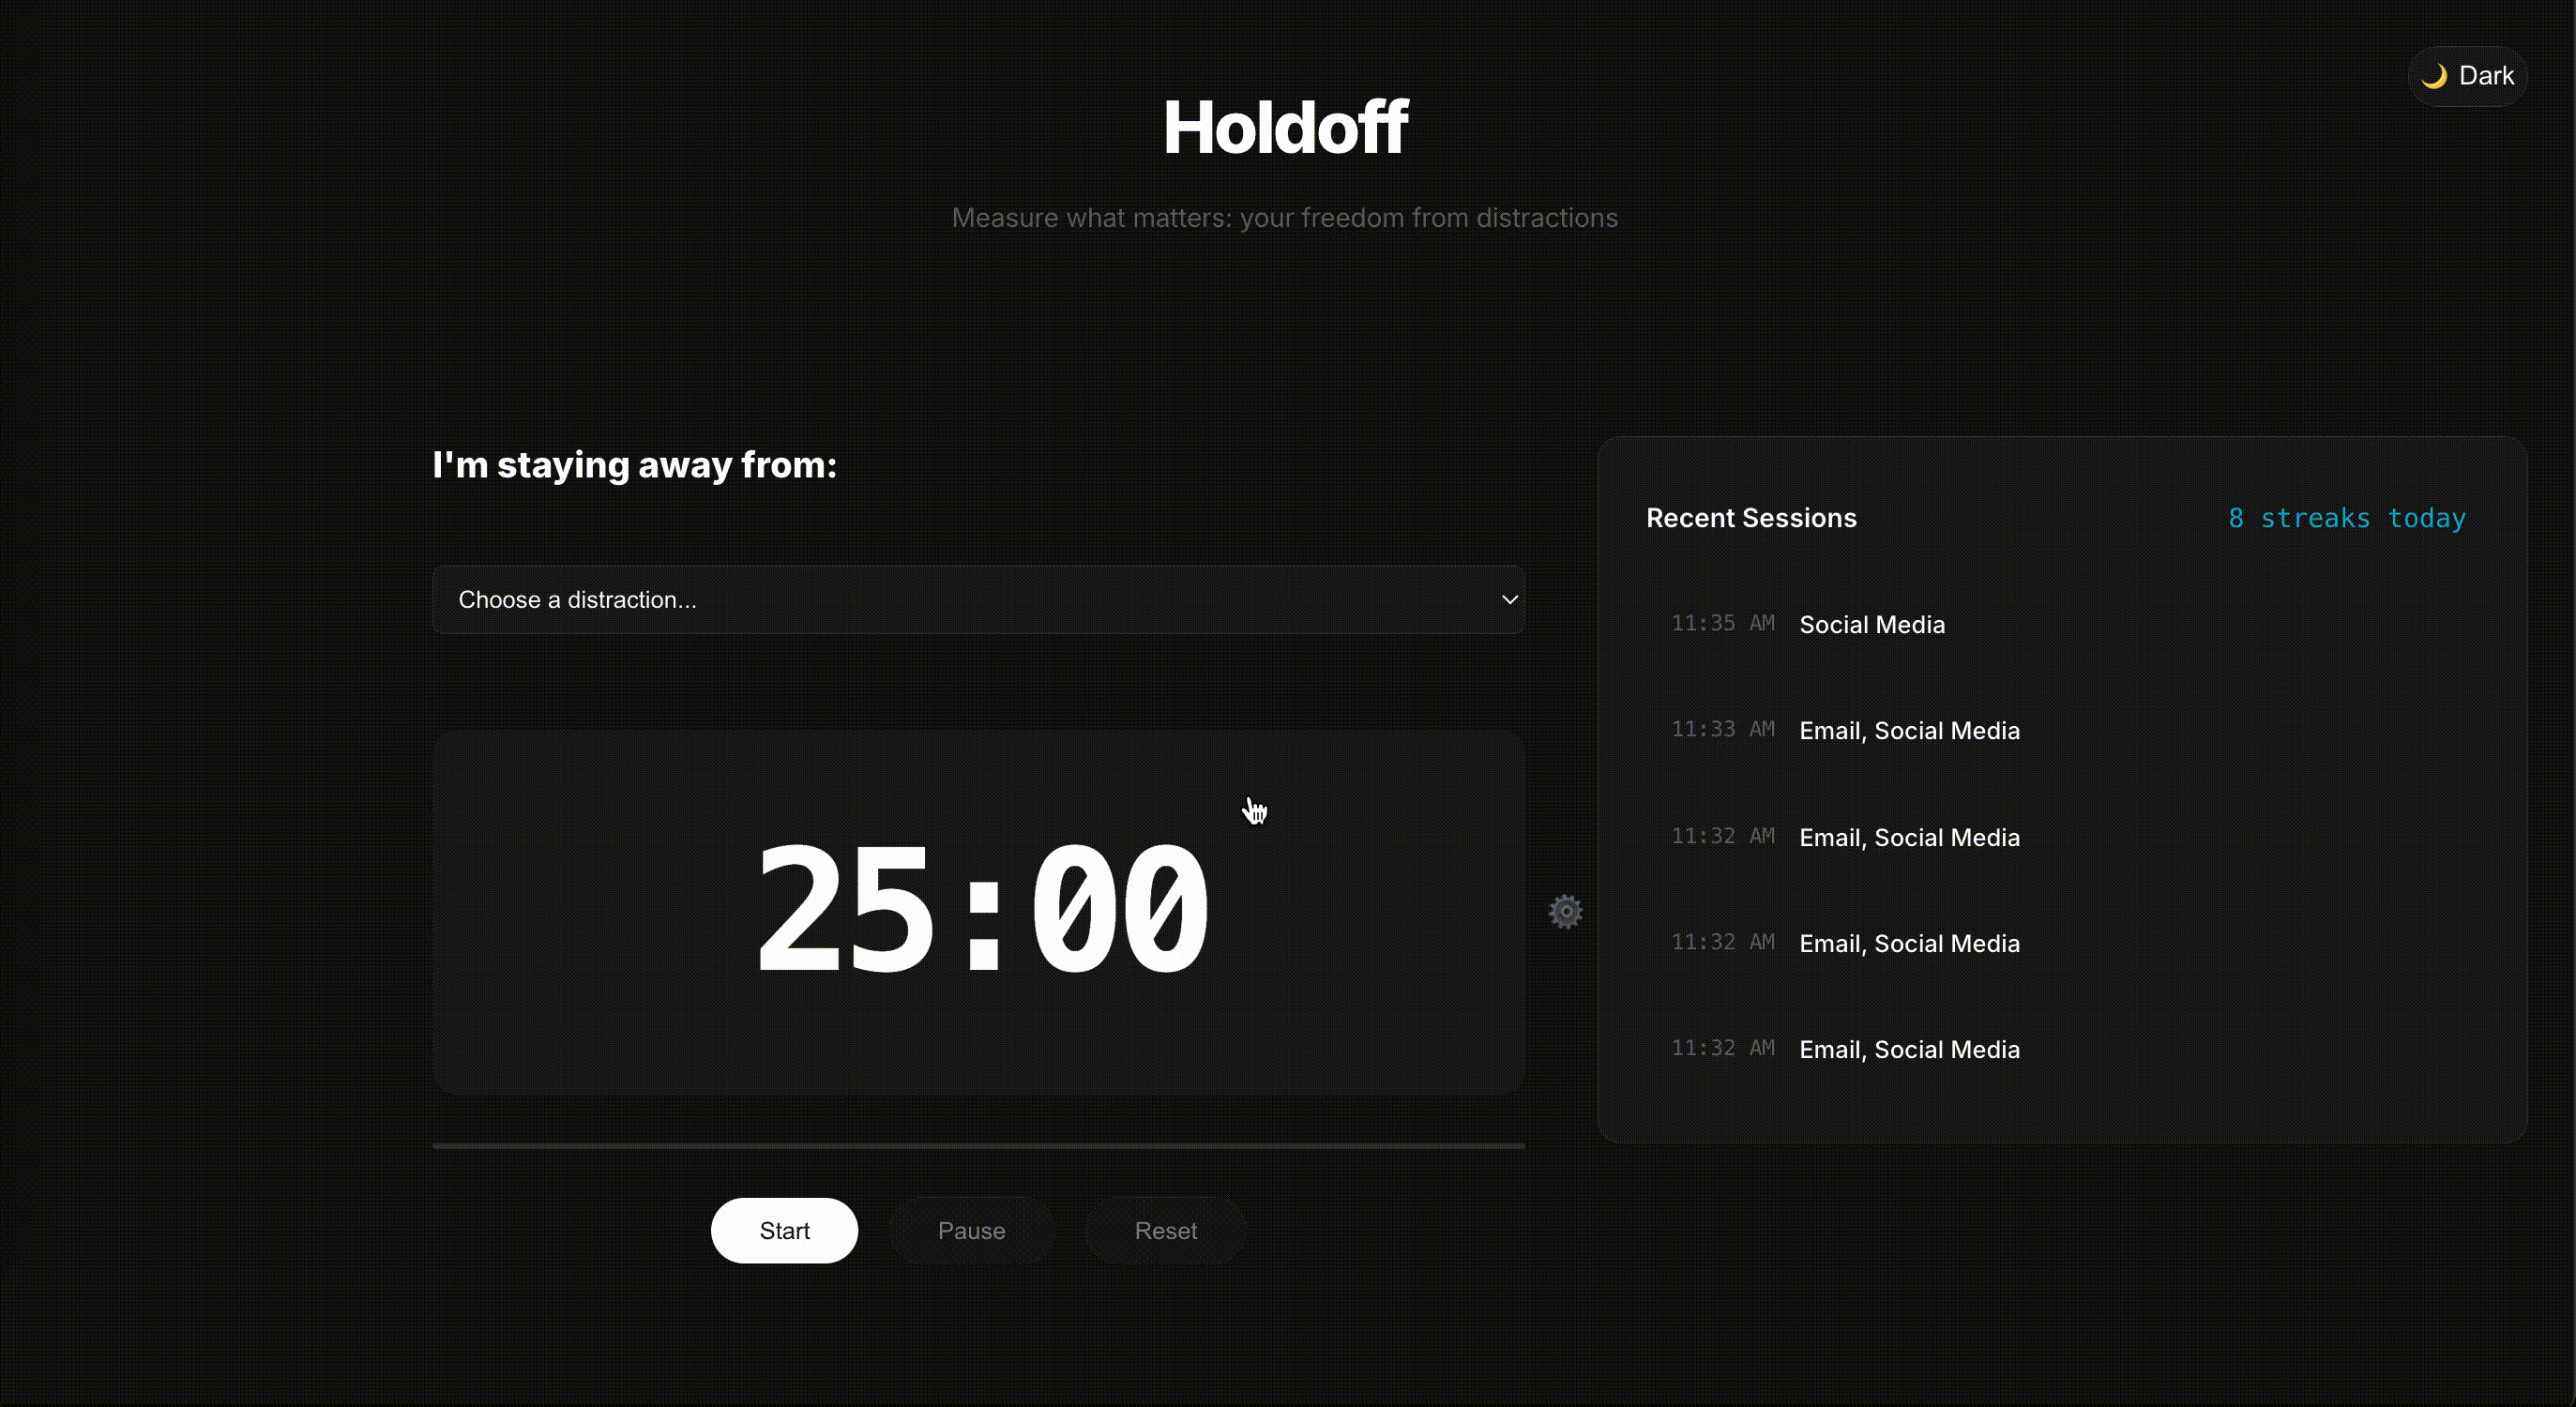 Dark
Holdoff
Measure what matters: your freedom from distractions
I'm staying away from:
Choose a distraction...
25:00
Start
Pause
Reset
Recent Sessions
8 streaks today
11:35 AM Social Media
11:33 AM Email, Social Media
11:32 AM Email, Social Media
11:32 AM Email, Social Media
11:32 AM Email, Social Media